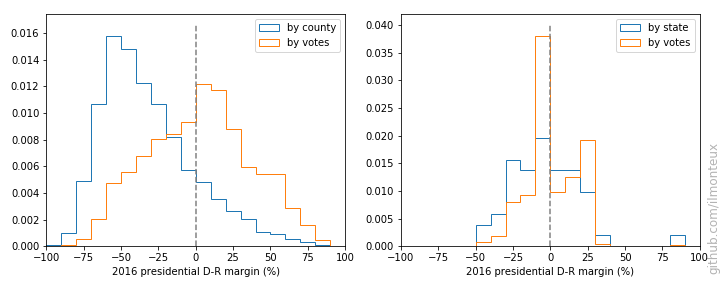 by county
by votes
0.016
0.014
0.012
0.010
0.008
0.006
0.004
0.002
0.000
−100 −75 −50 −25 0 25 50 75 100
2016 presidential D-R margin (%)
by state
by votes
0.040
0.035
0.030
0.025
0.020
0.015
0.010
0.005
0.000
−100 −75 −50 −25 0 25 50 75 100
2016 presidential D-R margin (%)
github.com/ilmonteux